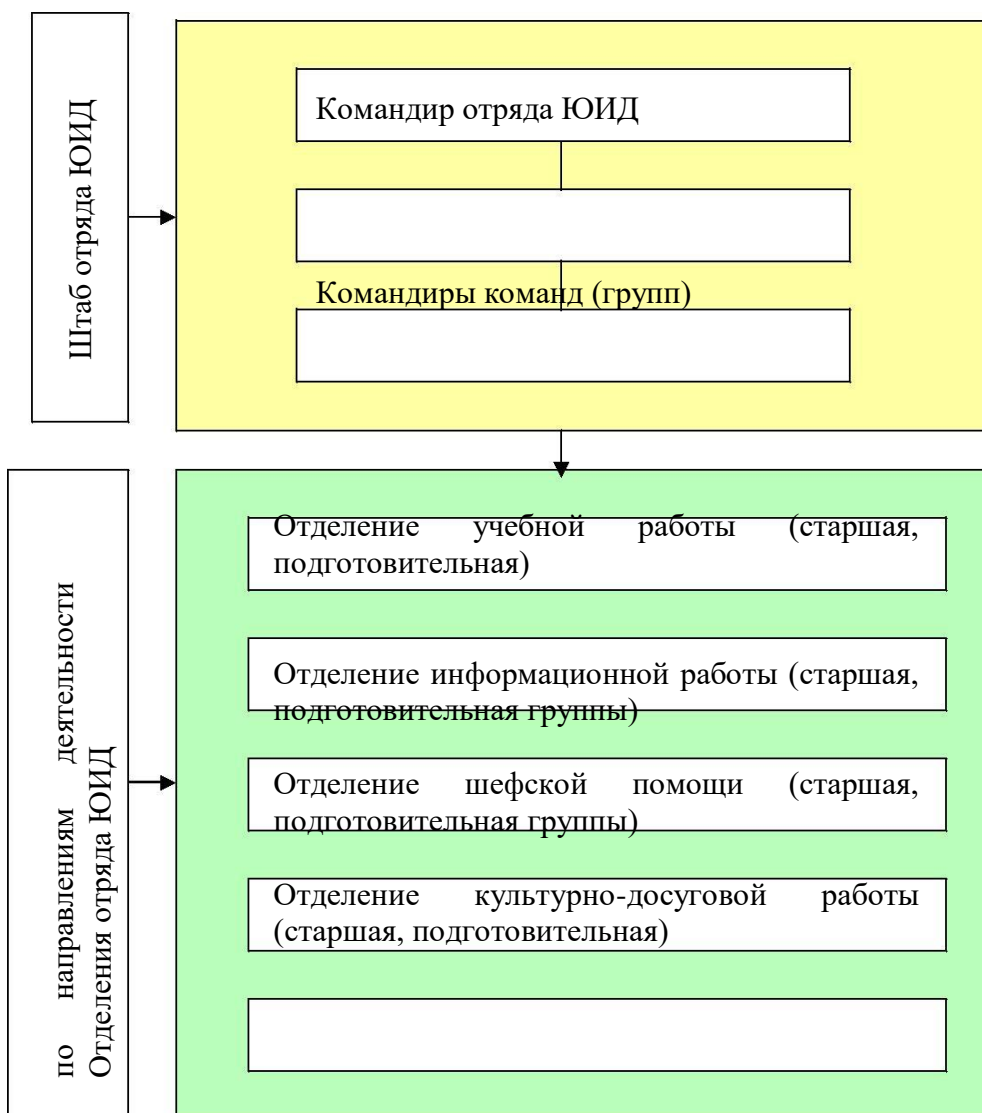 Штаб отряда ЮИД
Командир отряда ЮИД
Командиры команд (групп)
по направлениям деятельности
Отделения отряда ЮИД
Отделение учебной работы (старшая,
подготовительная)
Отделение информационной работы (старшая,
подготовительная группы)
Отделение шефской помощи (старшая,
подготовительная группы)
Отделение культурно-досуговой работы
(старшая, подготовительная)